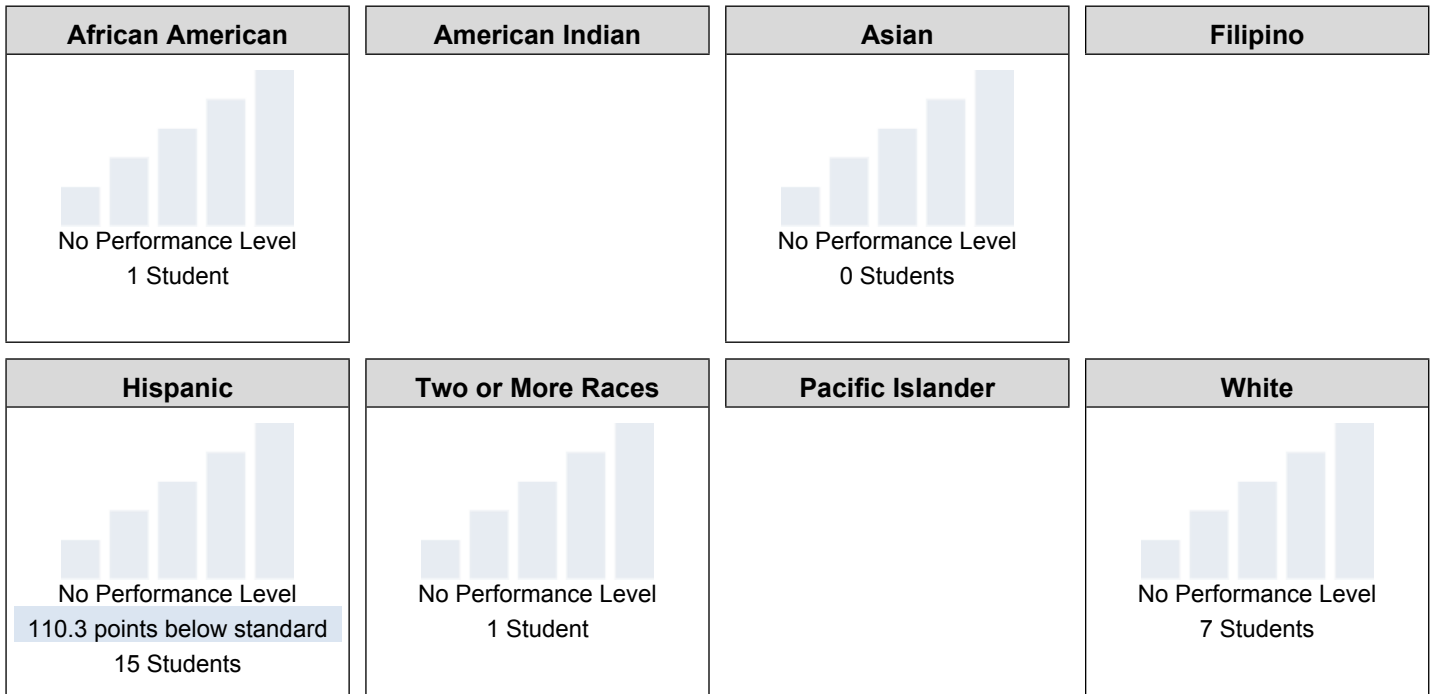 African American
No Performance Level
1 Student
American Indian
Asian
No Performance Level
0 Students
Filipino
Hispanic
No Performance Level
110.3 points below standard
15 Students
Two or More Races
No Performance Level
1 Student
Pacific Islander
White
No Performance Level
7 Students